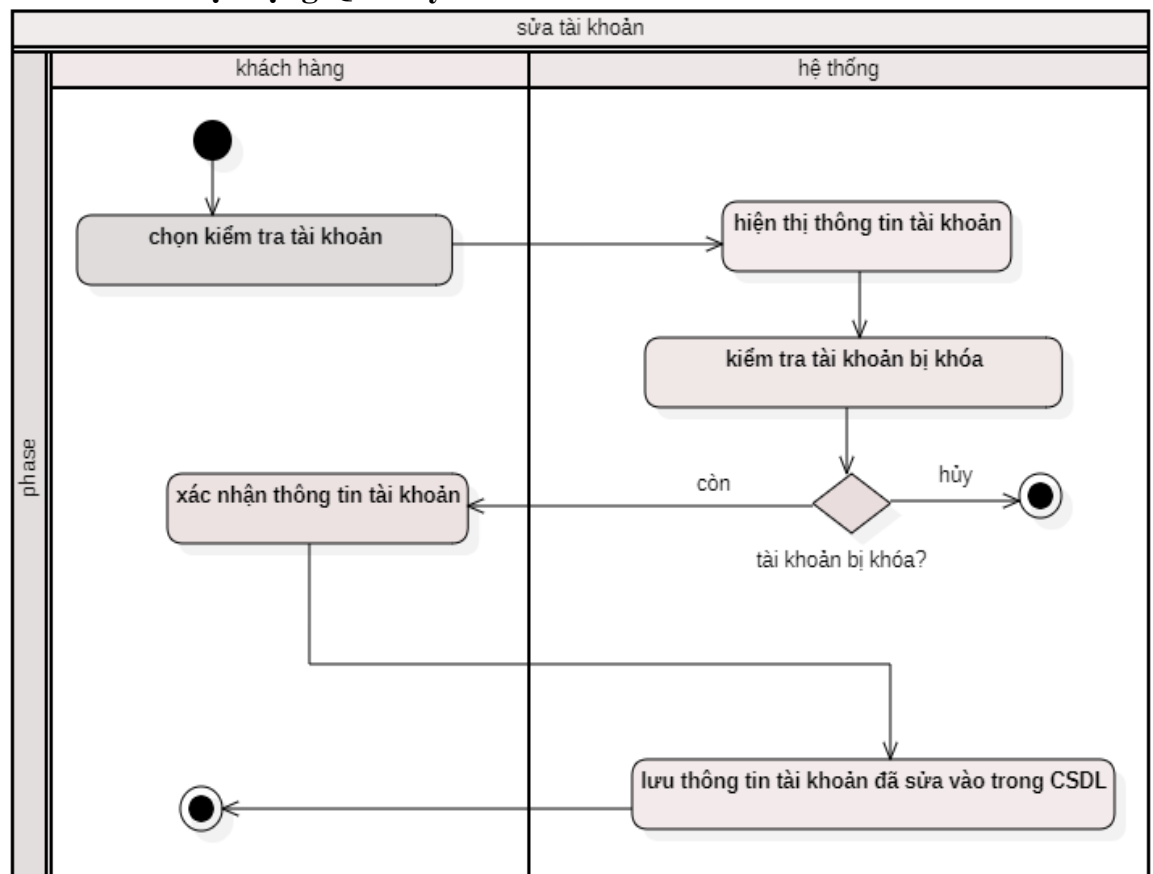 sửa tài khoản
khách hàng
hệ thống
phase
chọn kiểm tra tài khoản
hiện thị thông tin tài khoản
kiểm tra tài khoản bị khóa
xác nhận thông tin tài khoản
còn
hủy
tài khoản bị khóa?
lưu thông tin tài khoản đã sửa vào trong CSDL